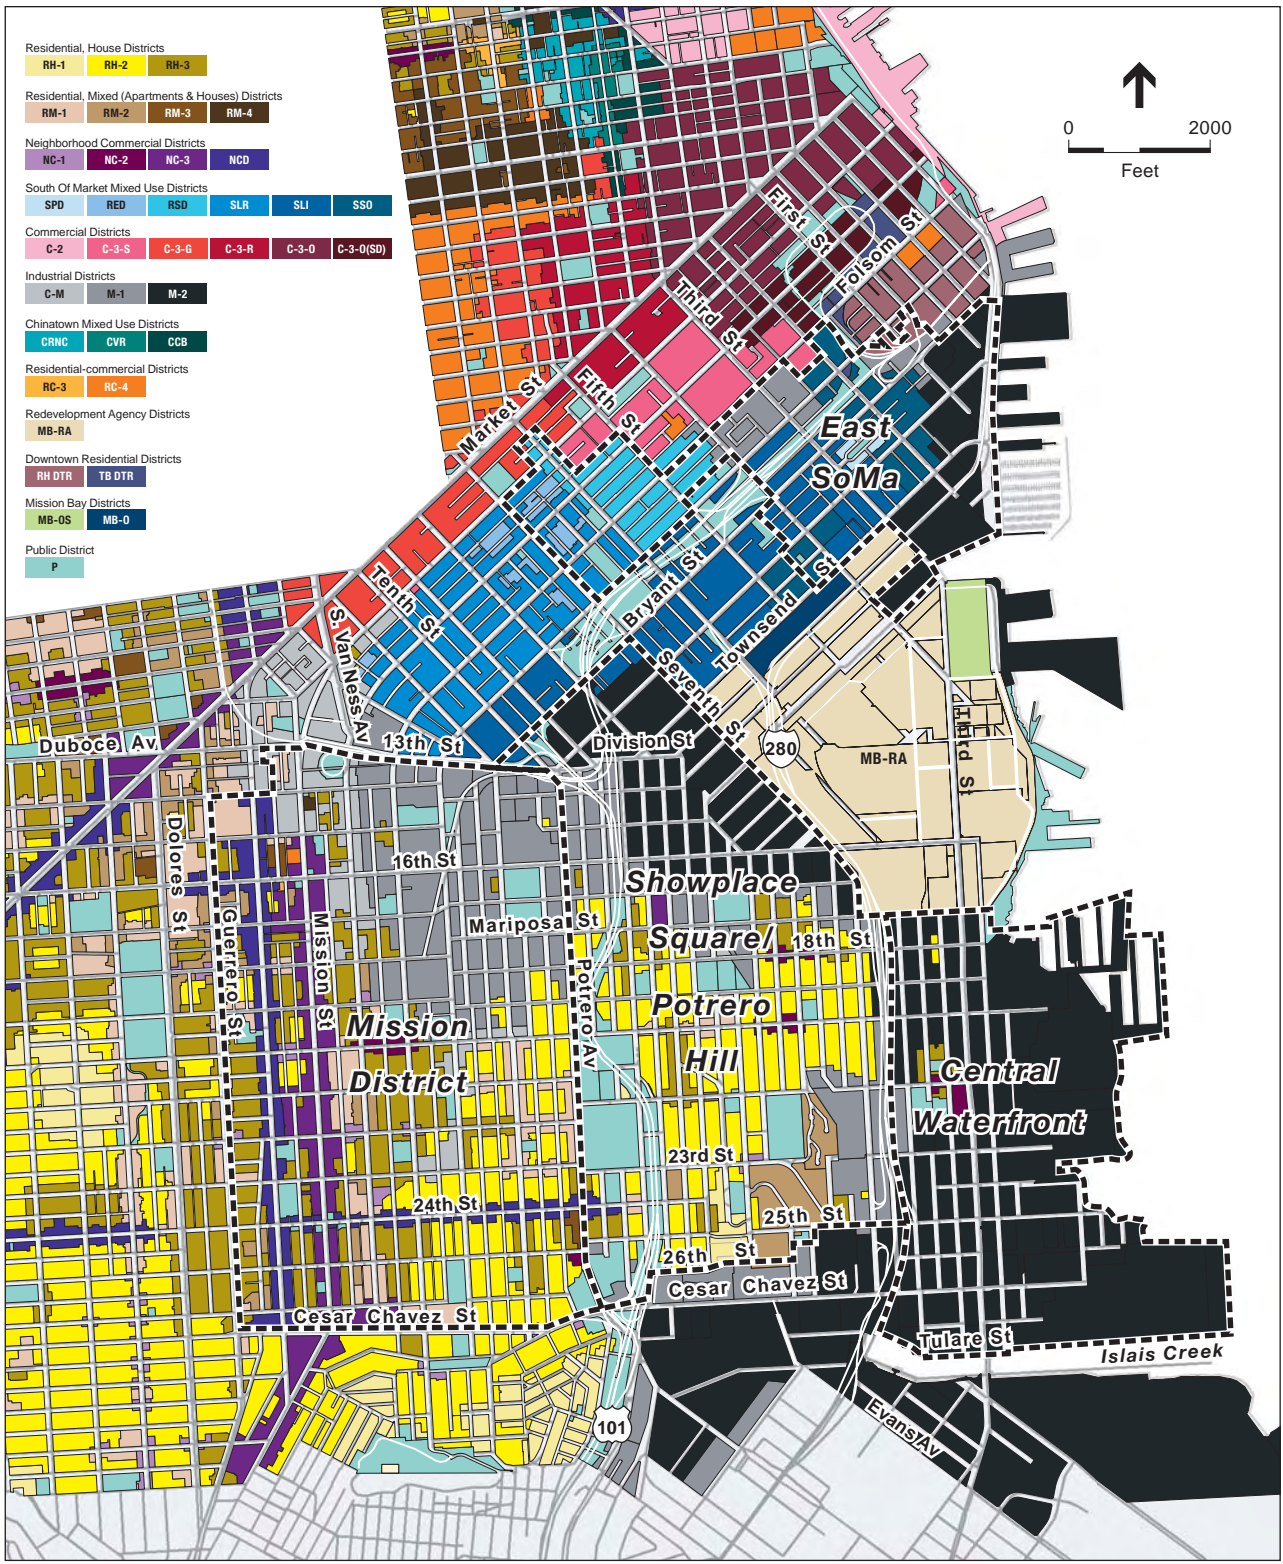 Residential, House Districts
RH-1 RH-2 RH-3
Residential, Mixed (Apartments & Houses) Districts
RM-1 RM-2 RM-3 RM-4
Neighborhood Commercial Districts
NC-1 NC-2 NC-3 NCD
South Of Market Mixed Use Districts
SPD RED RSD SLR SLI SSO
Commercial Districts
C-2 C-3-S C-3-G C-3-R C-3-O C-3-O(SD)
Industrial Districts
C-M M-1 M-2
Chinatown Mixed Use Districts
CRNC CVR CCB
Residential-commercial Districts
RC-3 RC-4
Redevelopment Agency Districts
MB-RA
Downtown Residential Districts
RH DTR TB DTR
Mission Bay Districts
MB-OS MB-O
Public District
P
0 2000
Feet
First St
Folsom St
Third St
Fifth St
Market St
East
SoMa
Tenth St
Bryant St
Townsend St
S. Van Ness Av
Seventh St
Duboce Av
13th St
Division St
280
MB-RA
Third St
Dolores St
16th St
Showplace
Square/
Potrero
Hill
Guerrero St
Mission St
Mariposa St
18th St
Potrero Av
Mission
District
Central
Waterfront
23rd St
24th St
25th St
26th St
Cesar Chavez St
Cesar Chavez St
Tulare St
Islais Creek
101
Evans Av